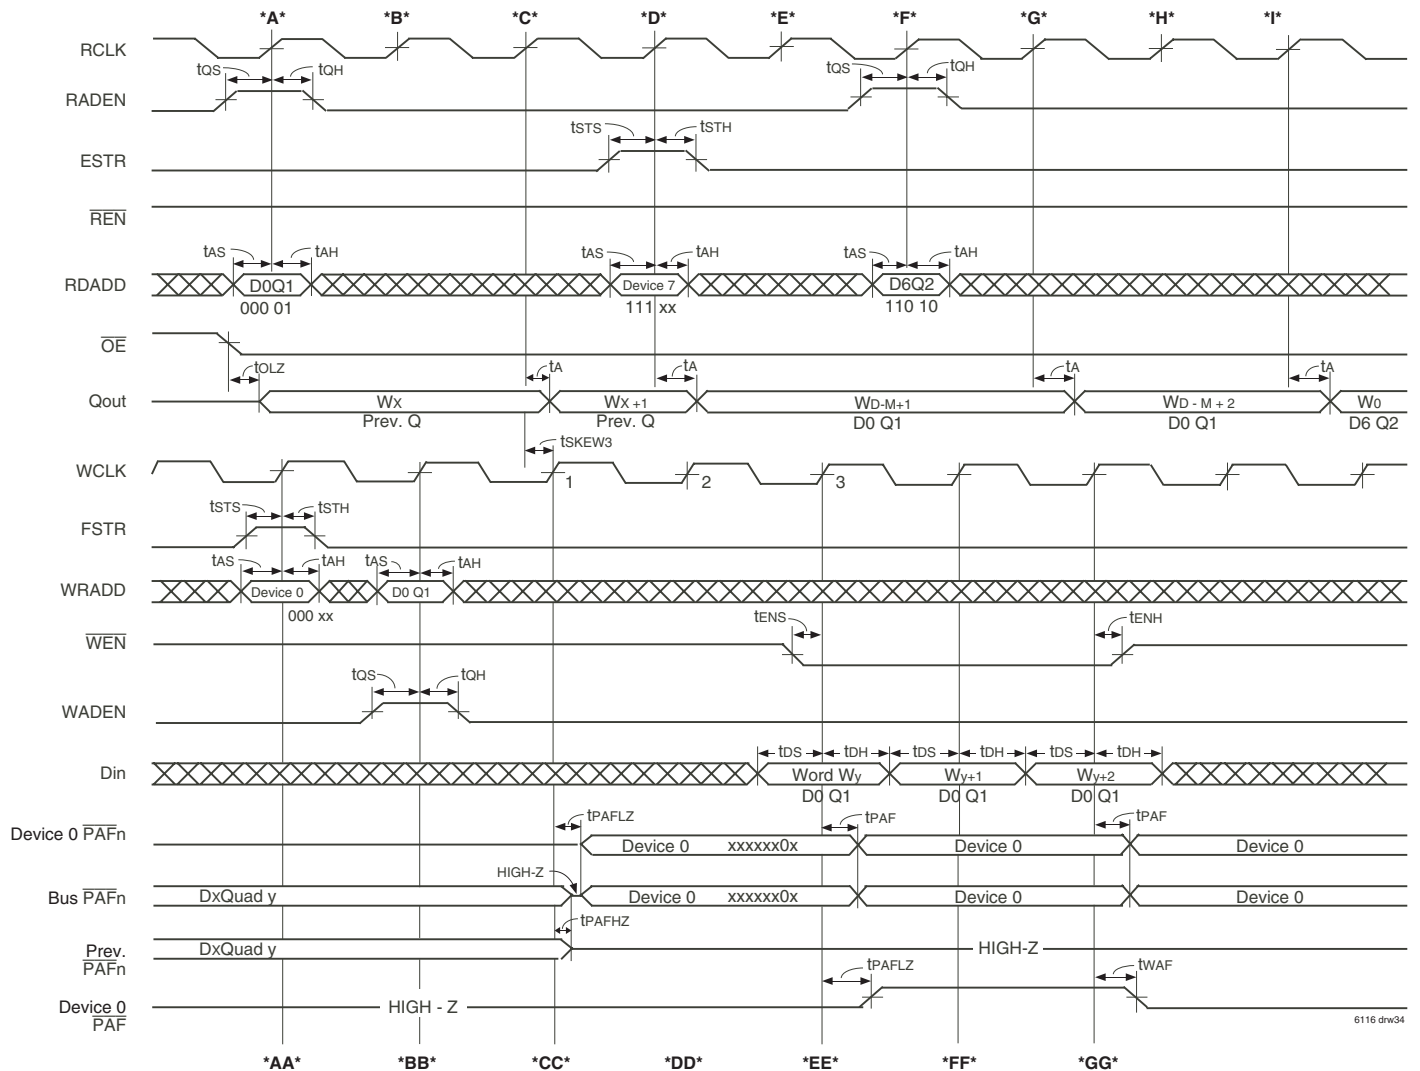 *A* *B* *C* *D* *E* *F* *G* *H* *I*
RCLK
tQS tQH tQS tQH
RADEN
tSTS tSTH
ESTR
REN
tAS tAH tAS tAH tAS tAH
RDADD D0Q1 Device 7 D6Q2
000 01 111 xx 110 10
OE
tOLZ tA tA tA tA
Qout WX WX +1 WD-M+1 WD - M + 2 W0
Prev. Q Prev. Q D0 Q1 D0 Q1 D6 Q2
tSKEW3
WCLK 1 2 3
tSTS tSTH
FSTR
tAS tAH tAS tAH
WRADD Device 0 D0 Q1
000 xx
tENS tENH
WEN
tQS tQH
WADEN
tDS tDH tDS tDH tDS tDH
Din Word Wy Wy+1 Wy+2
D0 Q1 D0 Q1 D0 Q1
tPAFLZ tPAF tPAF
Device 0 PAFn Device 0 xxxxxx0x Device 0 Device 0
HIGH-Z
Bus PAFn DxQuad y Device 0 xxxxxx0x Device 0 Device 0
tPAFHZ
Prev. PAFn DxQuad y HIGH-Z
tPAFLZ tWAF
Device 0 PAF HIGH - Z
6116 drw34
*AA* *BB* *CC* *DD* *EE* *FF* *GG*